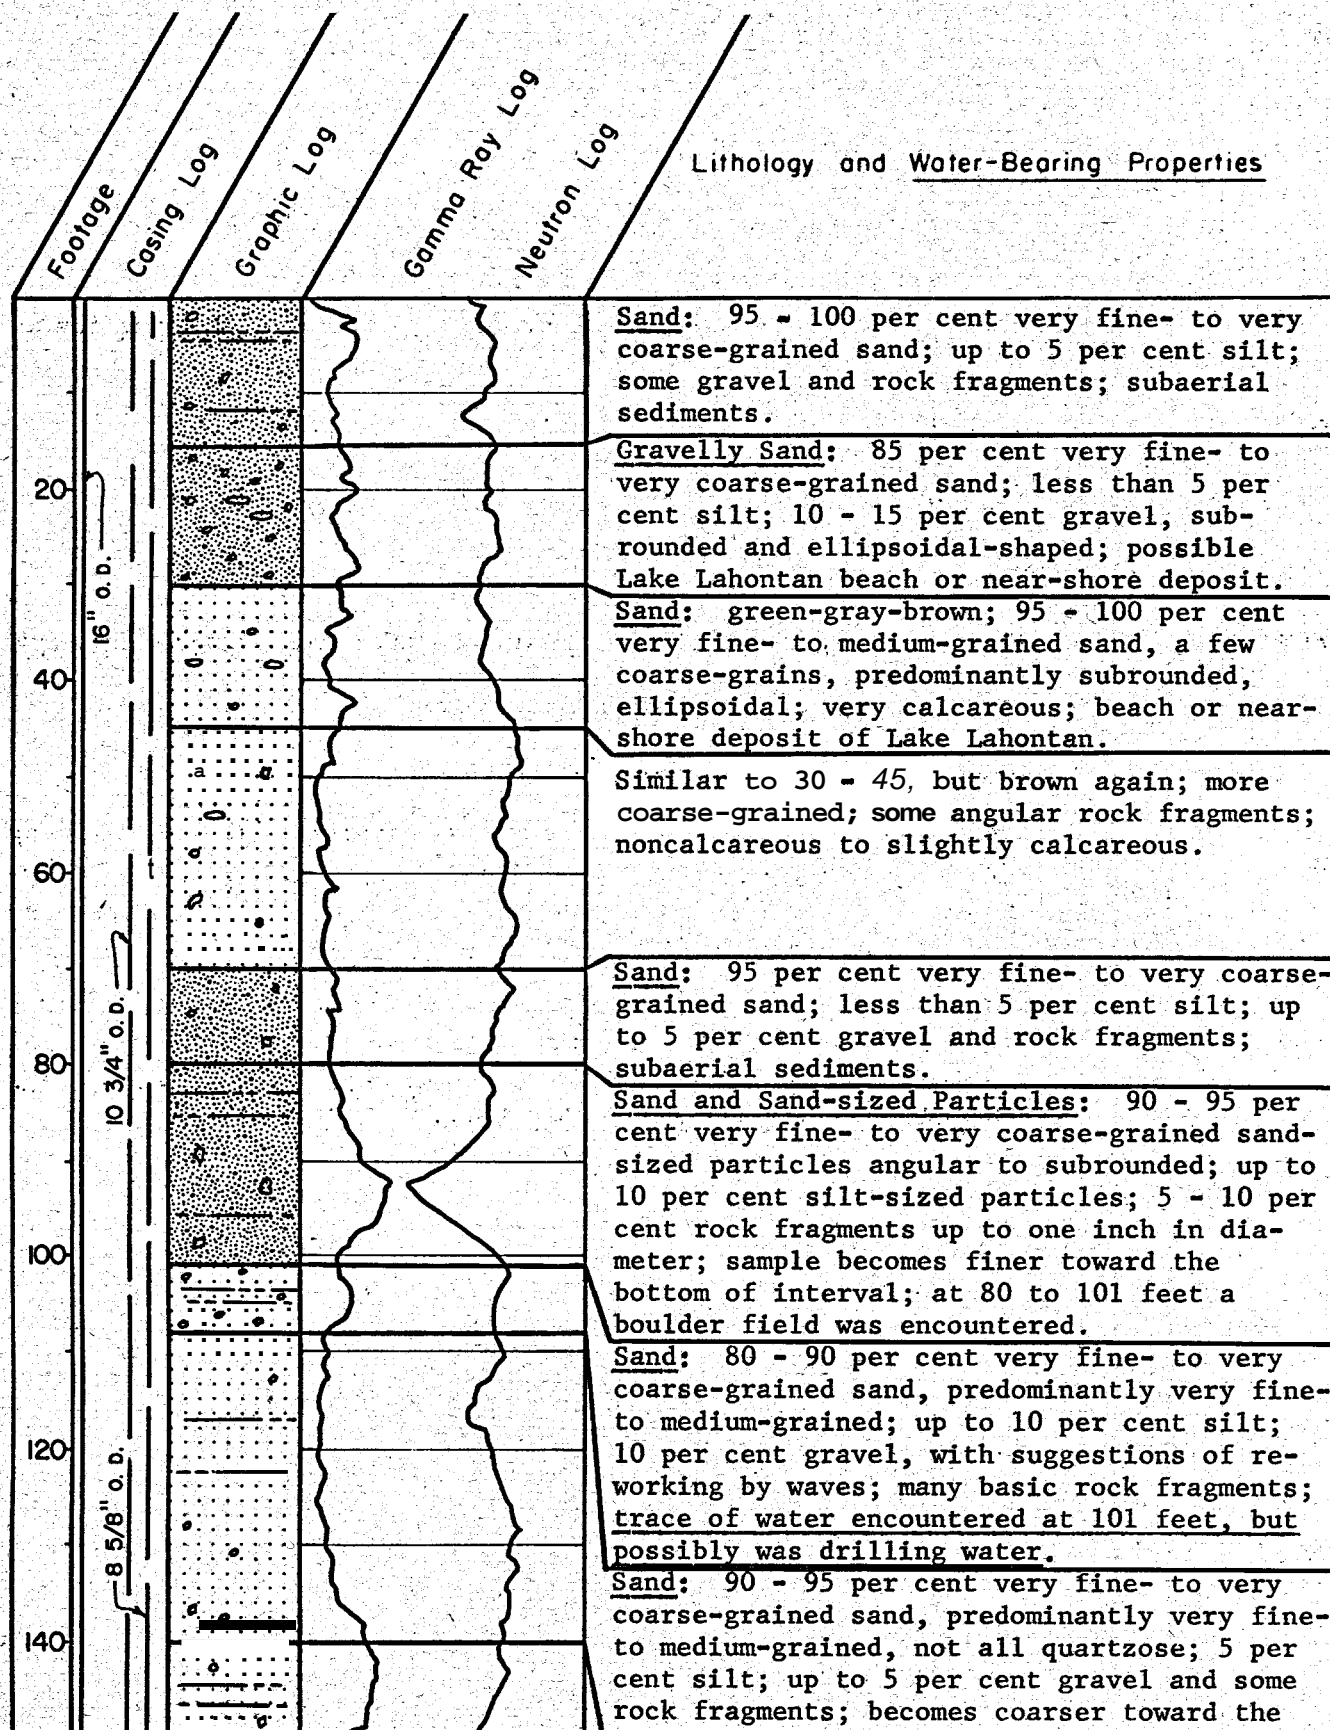 Footage
Casing Log
Graphic Log
Gamma Ray Log
Neutron Log
Lithology and Water-Bearing Properties
Sand: 95 - 100 per cent very fine- to very
coarse-grained sand; up to 5 per cent silt;
some gravel and rock fragments; subaerial
sediments.
Gravelly Sand: 85 per cent very fine- to
very coarse-grained sand; less than 5 per
cent silt; 10 - 15 per cent gravel, sub-
rounded and ellipsoidal-shaped; possible
Lake Lahontan beach or near-shore deposit.
Sand: green-gray-brown; 95 - 100 per cent
very fine- to medium-grained sand, a few
coarse-grains, predominantly subrounded,
ellipsoidal; very calcareous; beach or near-
shore deposit of Lake Lahontan.
Similar to 30 - 45, but brown again; more
coarse-grained; some angular rock fragments;
noncalcareous to slightly calcareous.
Sand: 95 per cent very fine- to very coarse-
grained sand; less than 5 per cent silt; up
to 5 per cent gravel and rock fragments;
subaerial sediments.
Sand and Sand-sized Particles: 90 - 95 per
cent very fine- to very coarse-grained sand-
sized particles angular to subrounded; up to
10 per cent silt-sized particles; 5 - 10 per
cent rock fragments up to one inch in dia-
meter; sample becomes finer toward the
bottom of interval; at 80 to 101 feet a
boulder field was encountered.
Sand: 80 - 90 per cent very fine- to very
coarse-grained sand, predominantly very fine-
to medium-grained; up to 10 per cent silt;
10 per cent gravel, with suggestions of re-
working by waves; many basic rock fragments;
trace of water encountered at 101 feet, but
possibly was drilling water.
Sand: 90 - 95 per cent very fine- to very
coarse-grained sand, predominantly very fine-
to medium-grained, not all quartzose; 5 per
cent silt; up to 5 per cent gravel and some
rock fragments; becomes coarser toward the
20
40
60
80
100
120
140
16" O.D.
10 3/4" O.D.
8 5/8" O.D.
a